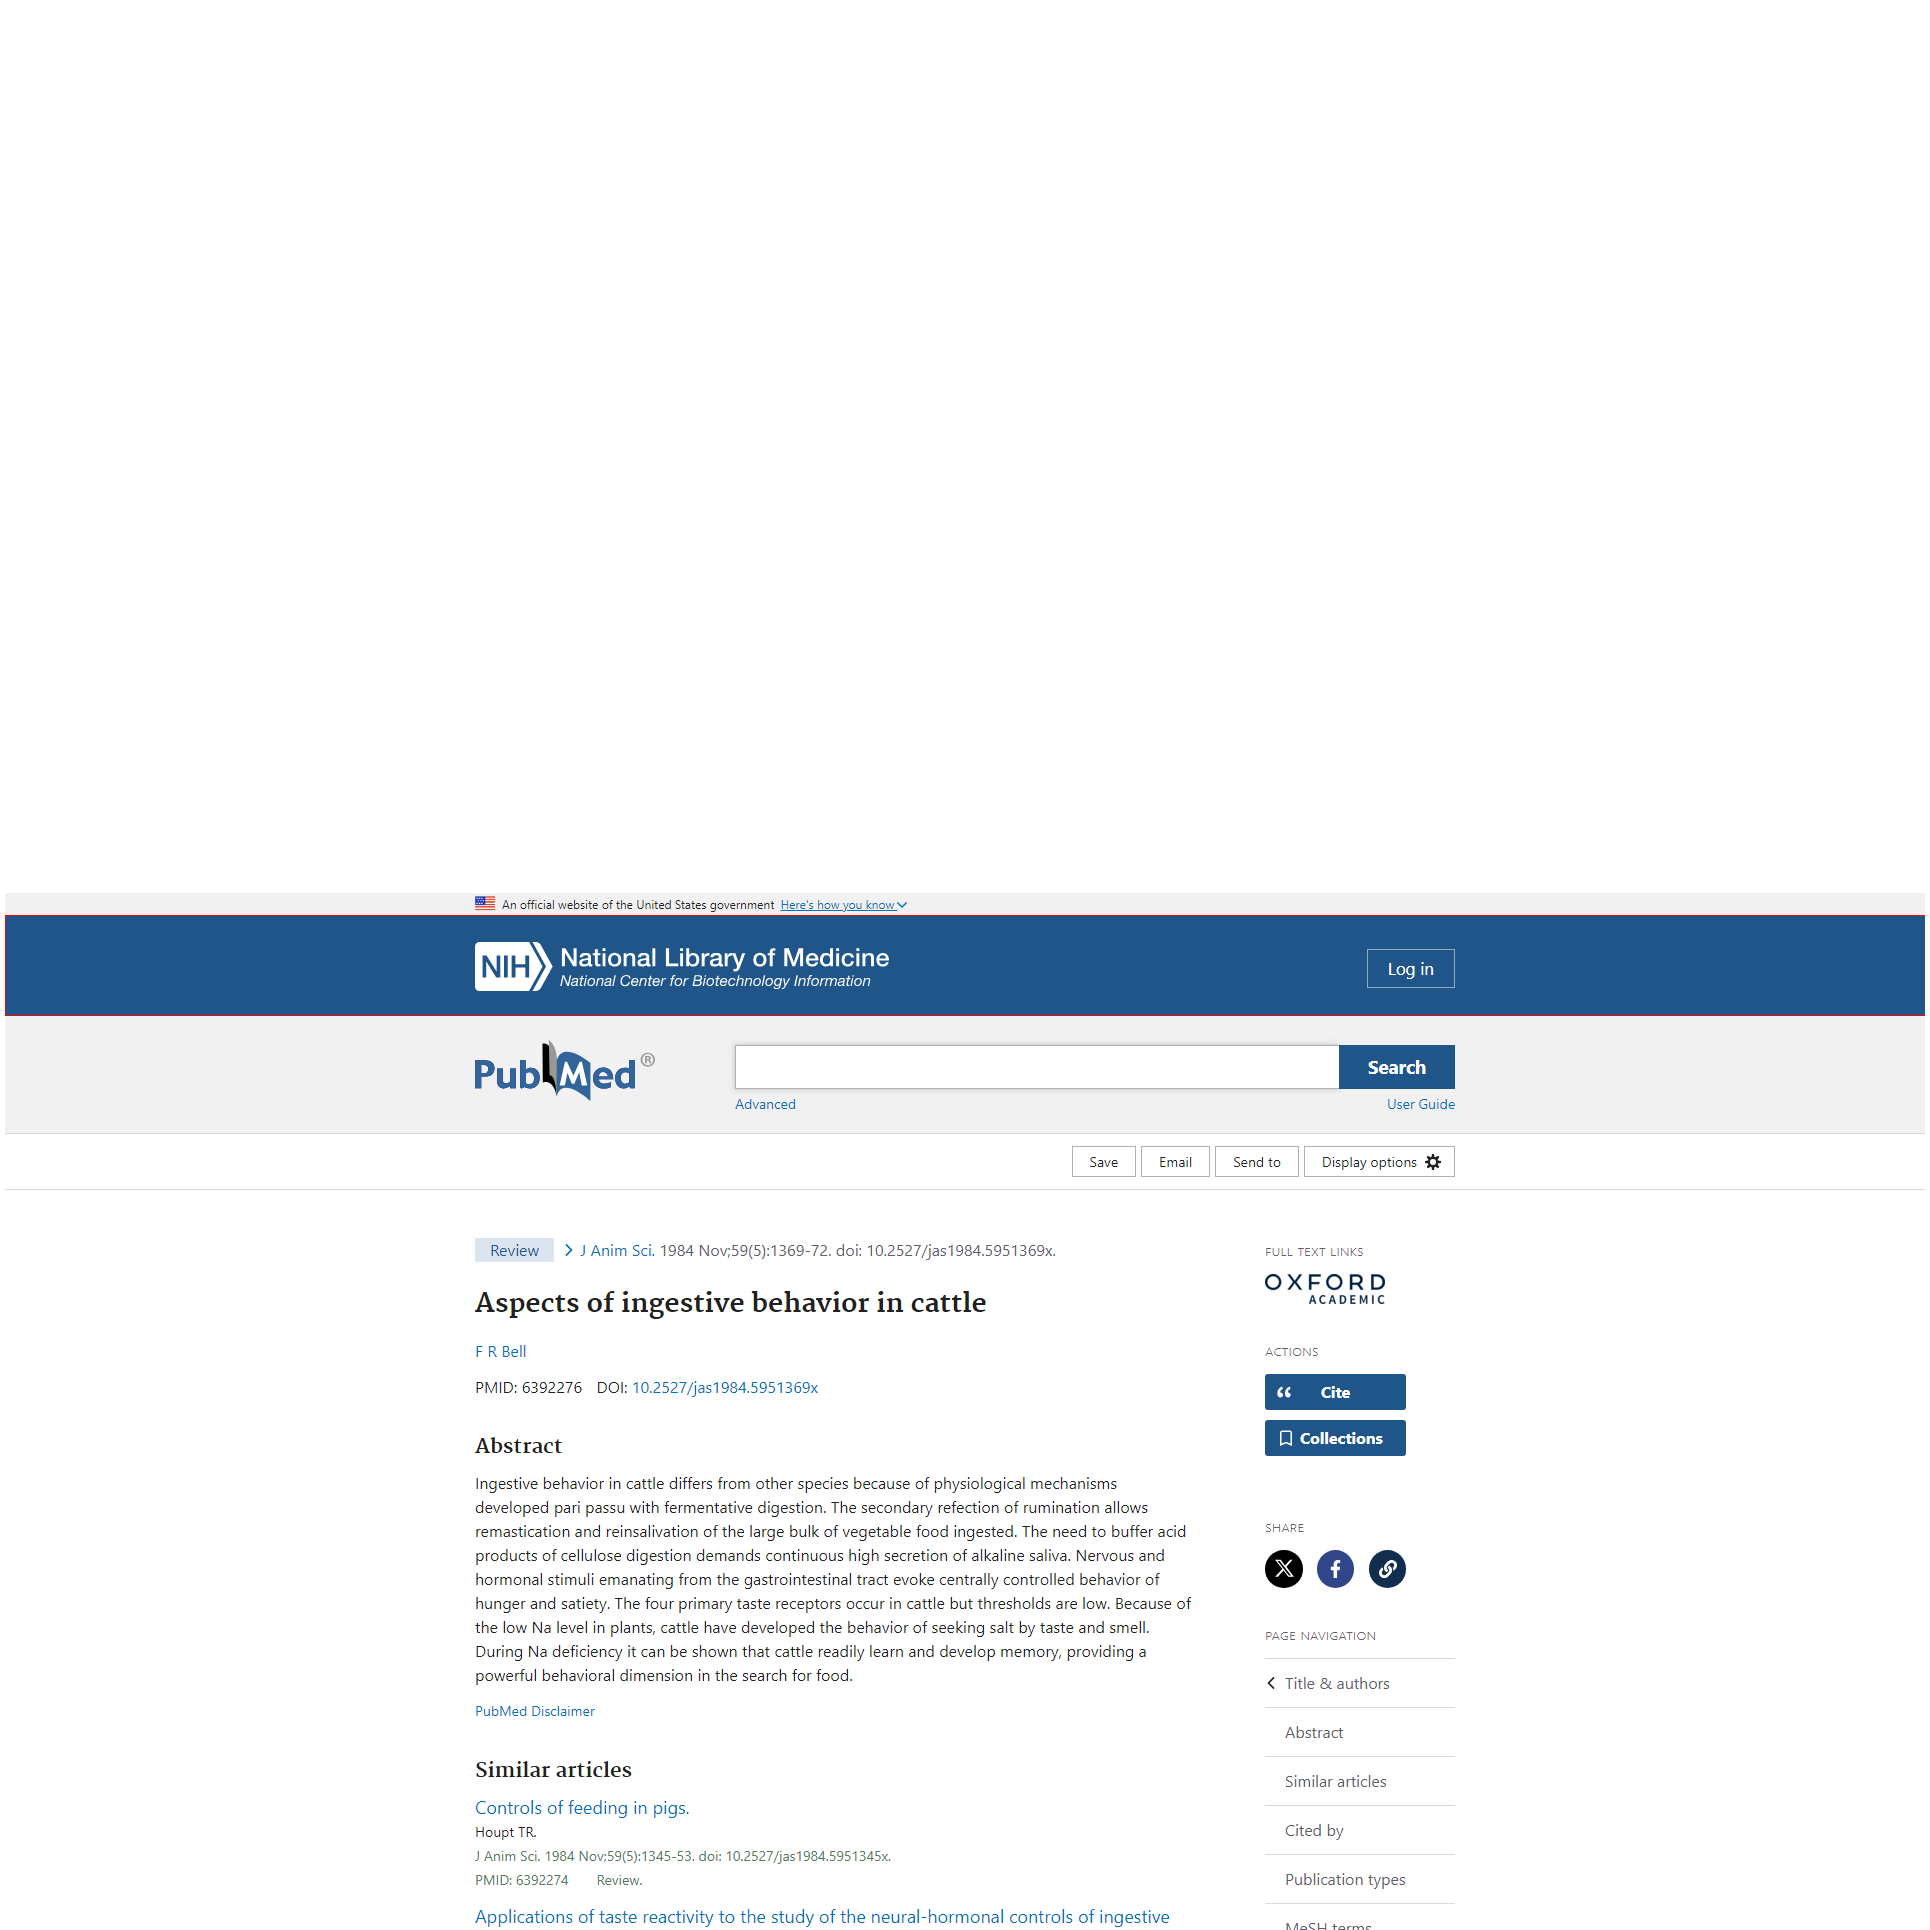 An official website of the United States government Here's how you know
NIH National Library of Medicine
National Center for Biotechnology Information
Log in
PubMed®
Search
Advanced
User Guide
Save
Email
Send to
Display options
Review
J Anim Sci. 1984 Nov;59(5):1369-72. doi: 10.2527/jas1984.5951369x.
Aspects of ingestive behavior in cattle
F R Bell
PMID: 6392276 DOI: 10.2527/jas1984.5951369x
Abstract
Ingestive behavior in cattle differs from other species because of physiological mechanisms
developed pari passu with fermentative digestion. The secondary refection of rumination allows
remastication and reinsalivation of the large bulk of vegetable food ingested. The need to buffer acid
products of cellulose digestion demands continuous high secretion of alkaline saliva. Nervous and
hormonal stimuli emanating from the gastrointestinal tract evoke centrally controlled behavior of
hunger and satiety. The four primary taste receptors occur in cattle but thresholds are low. Because of
the low Na level in plants, cattle have developed the behavior of seeking salt by taste and smell.
During Na deficiency it can be shown that cattle readily learn and develop memory, providing a
powerful behavioral dimension in the search for food.
PubMed Disclaimer
Similar articles
Controls of feeding in pigs.
Houpt TR.
J Anim Sci. 1984 Nov;59(5):1345-53. doi: 10.2527/jas1984.5951345x.
PMID: 6392274 Review.
Applications of taste reactivity to the study of the neural-hormonal controls of ingestive
FULL TEXT LINKS
OXFORD
ACADEMIC
ACTIONS
Cite
Collections
SHARE
PAGE NAVIGATION
Title & authors
Abstract
Similar articles
Cited by
Publication types
MeSH terms